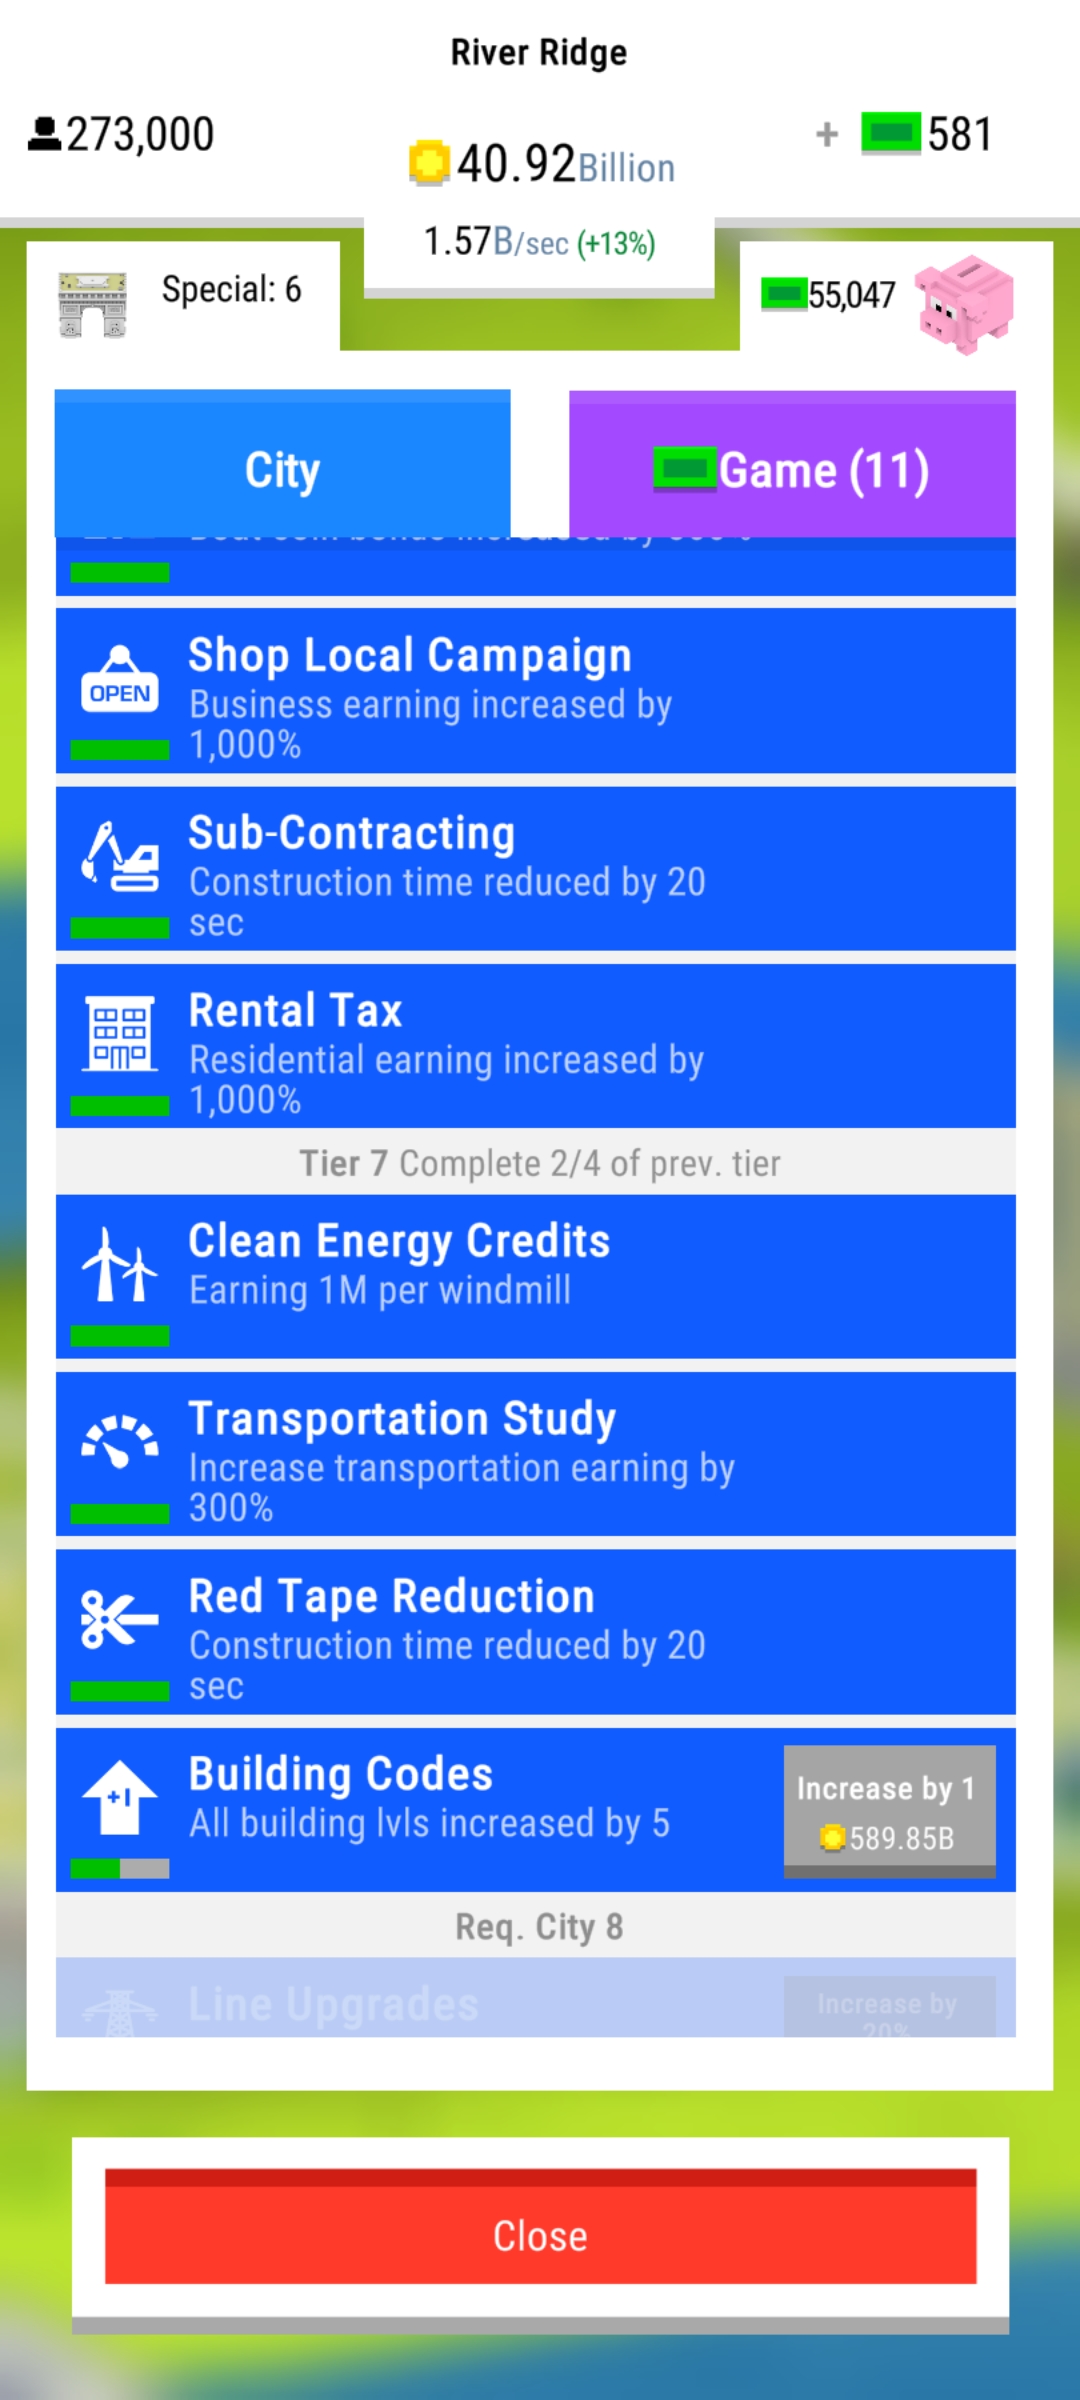 River Ridge
273,000
40.92Billion
+ 581
1.57B/sec (+13%)
Special: 6
55,047
City
Game (11)
Shop Local Campaign
OPEN
Business earning increased by
1,000%
Sub-Contracting
Construction time reduced by 20
sec
Rental Tax
Residential earning increased by
1,000%
Tier 7 Complete 2/4 of prev. tier
Clean Energy Credits
Earning 1M per windmill
Transportation Study
Increase transportation earning by
300%
Red Tape Reduction
Construction time reduced by 20
sec
Building Codes
+1
All building lvls increased by 5
Increase by 1
589.85B
Req. City 8
Line Upgrades
Increase by
20%
Close